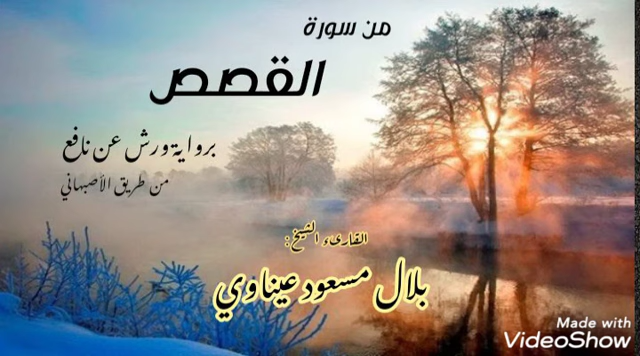 من سورة
القصص
برواية ورش عن نافع
من طريق الأصبهاني
القارىء الشيخ:
بلال مسعود عيناوي
Made with
VideoShow